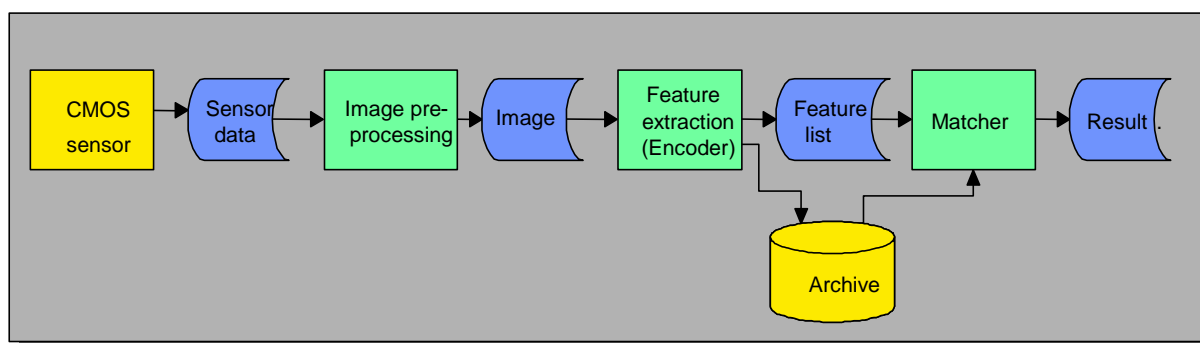 CMOS
sensor
Sensor
data
Image pre-
processing
Image
Feature
extraction
(Encoder)
Feature
list
Matcher
Result .
Archive